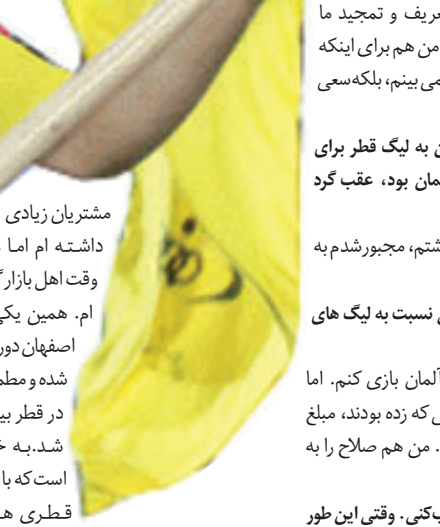 عریف و تمجید ما
من هم برای اینکه
می بینم، بلکه سعی
ن به لیگ قطر برای
مان بود، عقب گرد
شتم، مجبور شدم به
ی نسبت به لیگ های
آلمان بازی کنم. اما
ی که زده بودند، مبلغ
. من هم صلاح را به
ب کنی. وقتی این طور
مشتریان زیادی
داشته ام اما
وقت اهل بازار
ام. همین یکی
اصفهان دور
شده و مطم
در قطر بی
شد. به خ
است که با
قطری ه